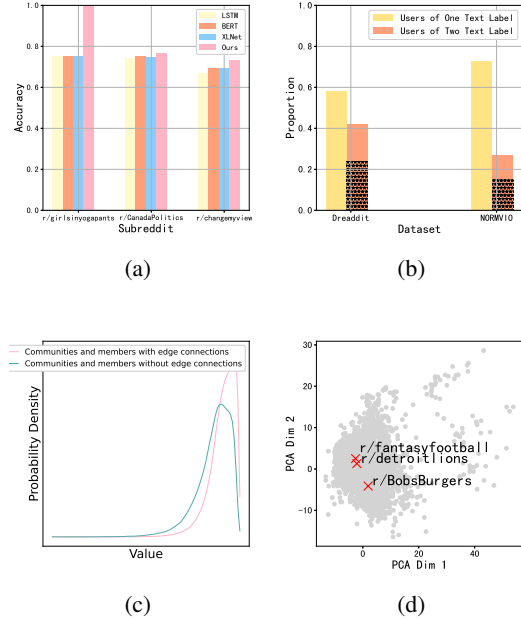 LSTM
BERT
XLNet
Ours
1.0
0.8
0.6
0.4
0.2
0.0
Accuracy
r/girlsinyogapants
r/CanadaPolitics
r/changemyview
Subreddit
(a)
Users of One Text Label
Users of Two Text Label
1.0
0.8
0.6
0.4
0.2
0.0
Proportion
Dreaddit
NORMVIO
Dataset
(b)
Communities and members with edge connections
Communities and members without edge connections
Probability Density
Value
(c)
30
20
10
0
−10
PCA Dim 2
r/fantasyfootball
r/detroitlions
r/BobsBurgers
0
20
40
PCA Dim 1
(d)